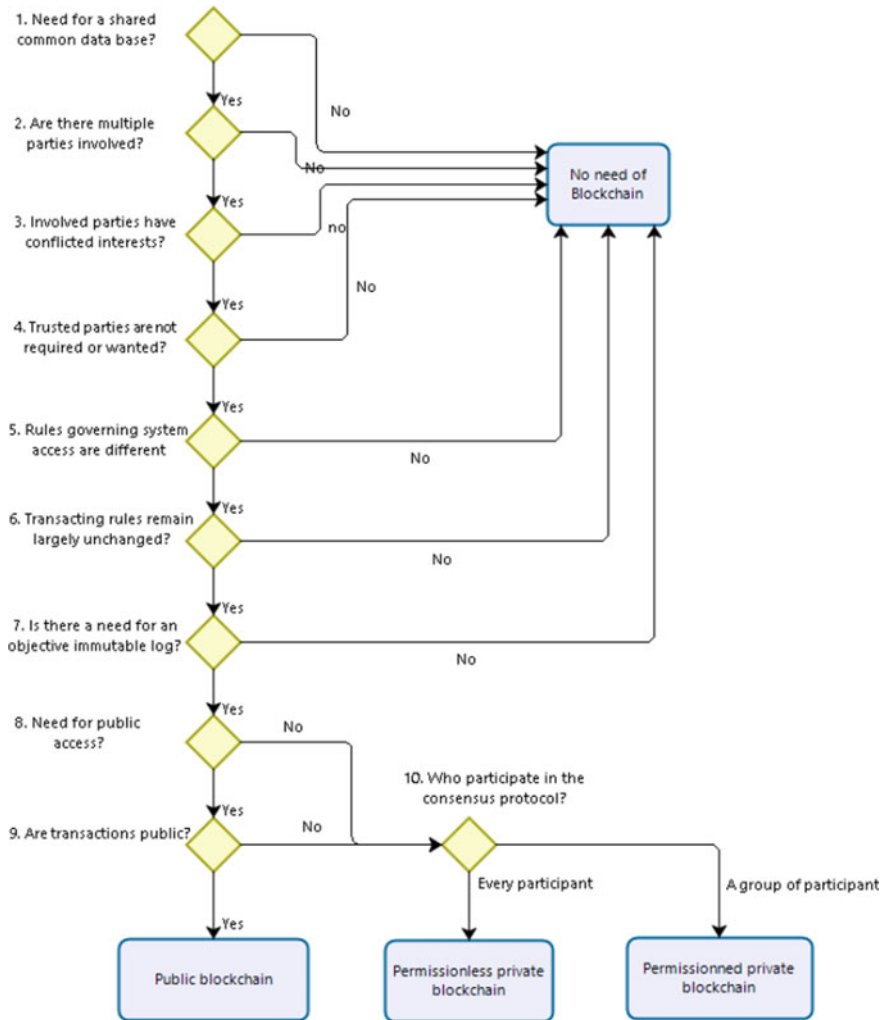 1. Need for a shared
common data base?
No
Yes
2. Are there multiple
parties involved?
No
No need of
Blockchain
Yes
3. Involved parties have
conflicted interests?
no
Yes
No
4. Trusted parties are not
required or wanted?
Yes
5. Rules governing system
access are different
No
Yes
6. Transacting rules remain
largely unchanged?
No
Yes
7. Is there a need for an
objective immutable log?
No
Yes
8. Need for public
access?
No
10. Who participate in the
consensus protocol?
Yes
9. Are transactions public?
No
Every participant
A group of participant
Yes
Public blockchain
Permissionless private
blockchain
Permissionned private
blockchain